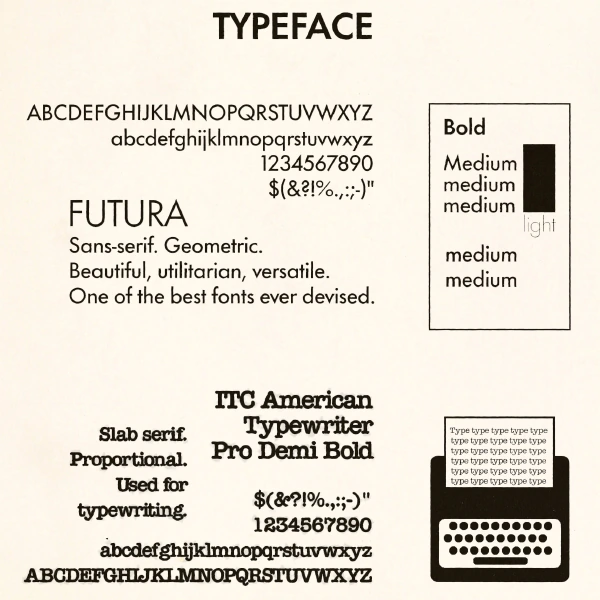 TYPEFACE
ABCDEFGHIJKLMNOPQRSTUVWXYZ
abcdefghijklmnopqrstuvwxyz
1234567890
$(&?!%.,:;-)"
FUTURA
Sans-serif. Geometric.
Beautiful, utilitarian, versatile.
One of the best fonts ever devised.
Bold
Medium
medium
medium
light
medium
medium
ITC American
Typewriter
Pro Demi Bold
Slab serif.
Proportional.
Used for
typewriting.
$(&?!%.,:;-)"
1234567890
abcdefghijklmnopqrstuvwxyz
ABCDEFGHIJKLMNOPQRSTUVWXYZ
Type type type type type
type type type type type
type type type type type
type type type type type
type type type type type
type type type type type